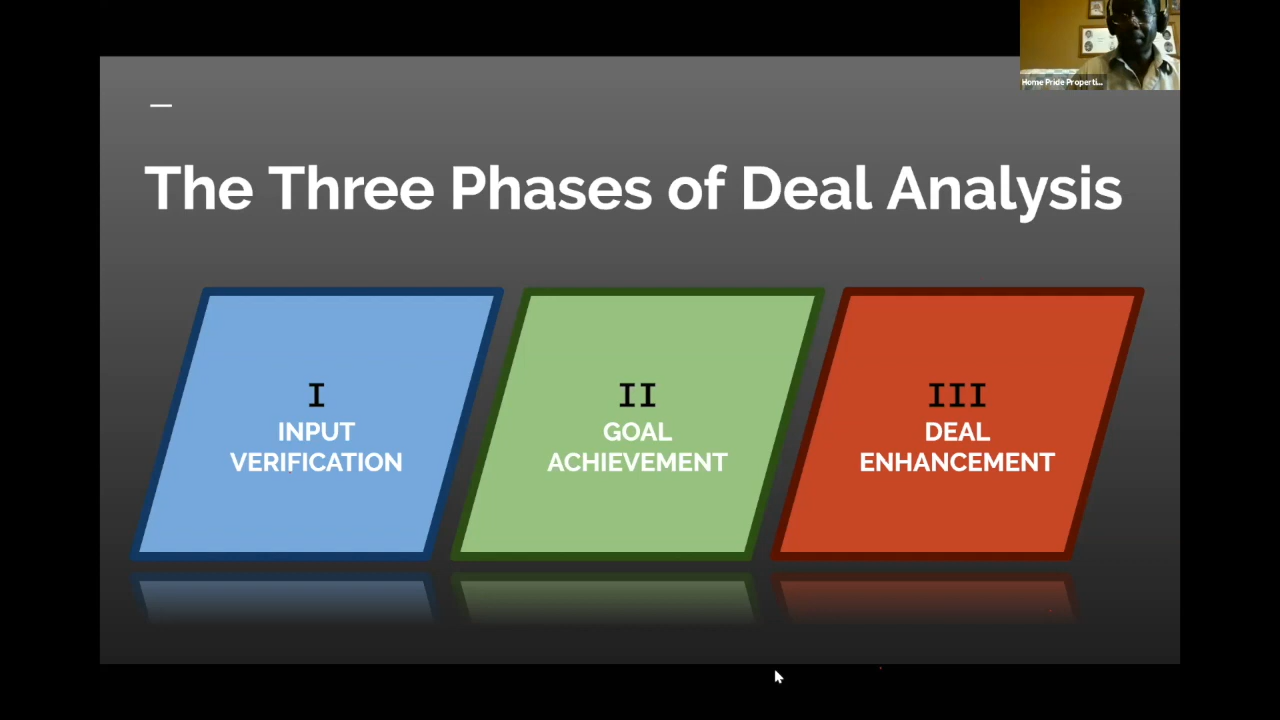 Home Pride Properti...
The Three Phases of Deal Analysis
I
INPUT
VERIFICATION
II
GOAL
ACHIEVEMENT
III
DEAL
ENHANCEMENT